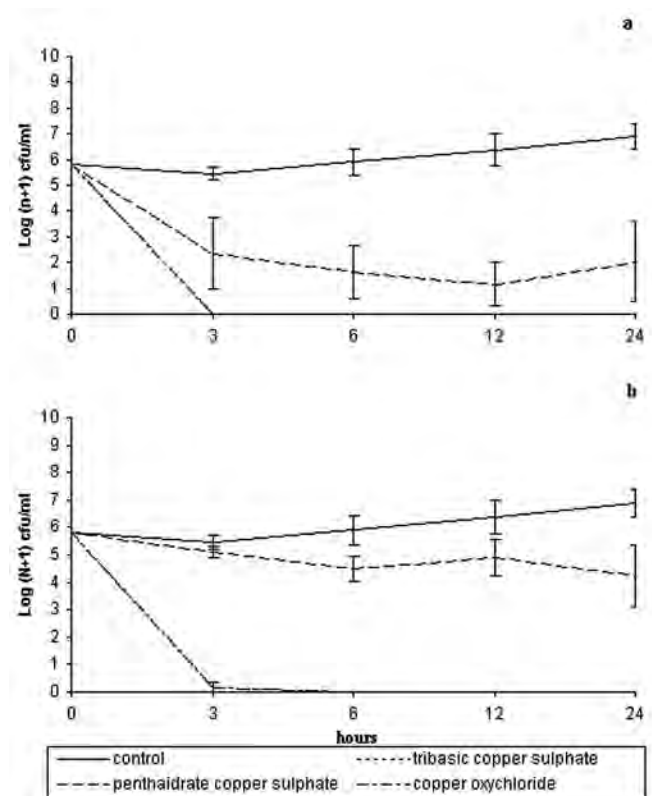 a
10
9
8
7
6
5
4
3
2
1
0
Log (n+1) cfu/ml
0 3 6 12 24
b
10
9
8
7
6
5
4
3
2
1
0
Log (N+1) cfu/ml
0 3 6 12 24
hours
control tribasic copper sulphate
penthaidrate copper sulphate copper oxychloride